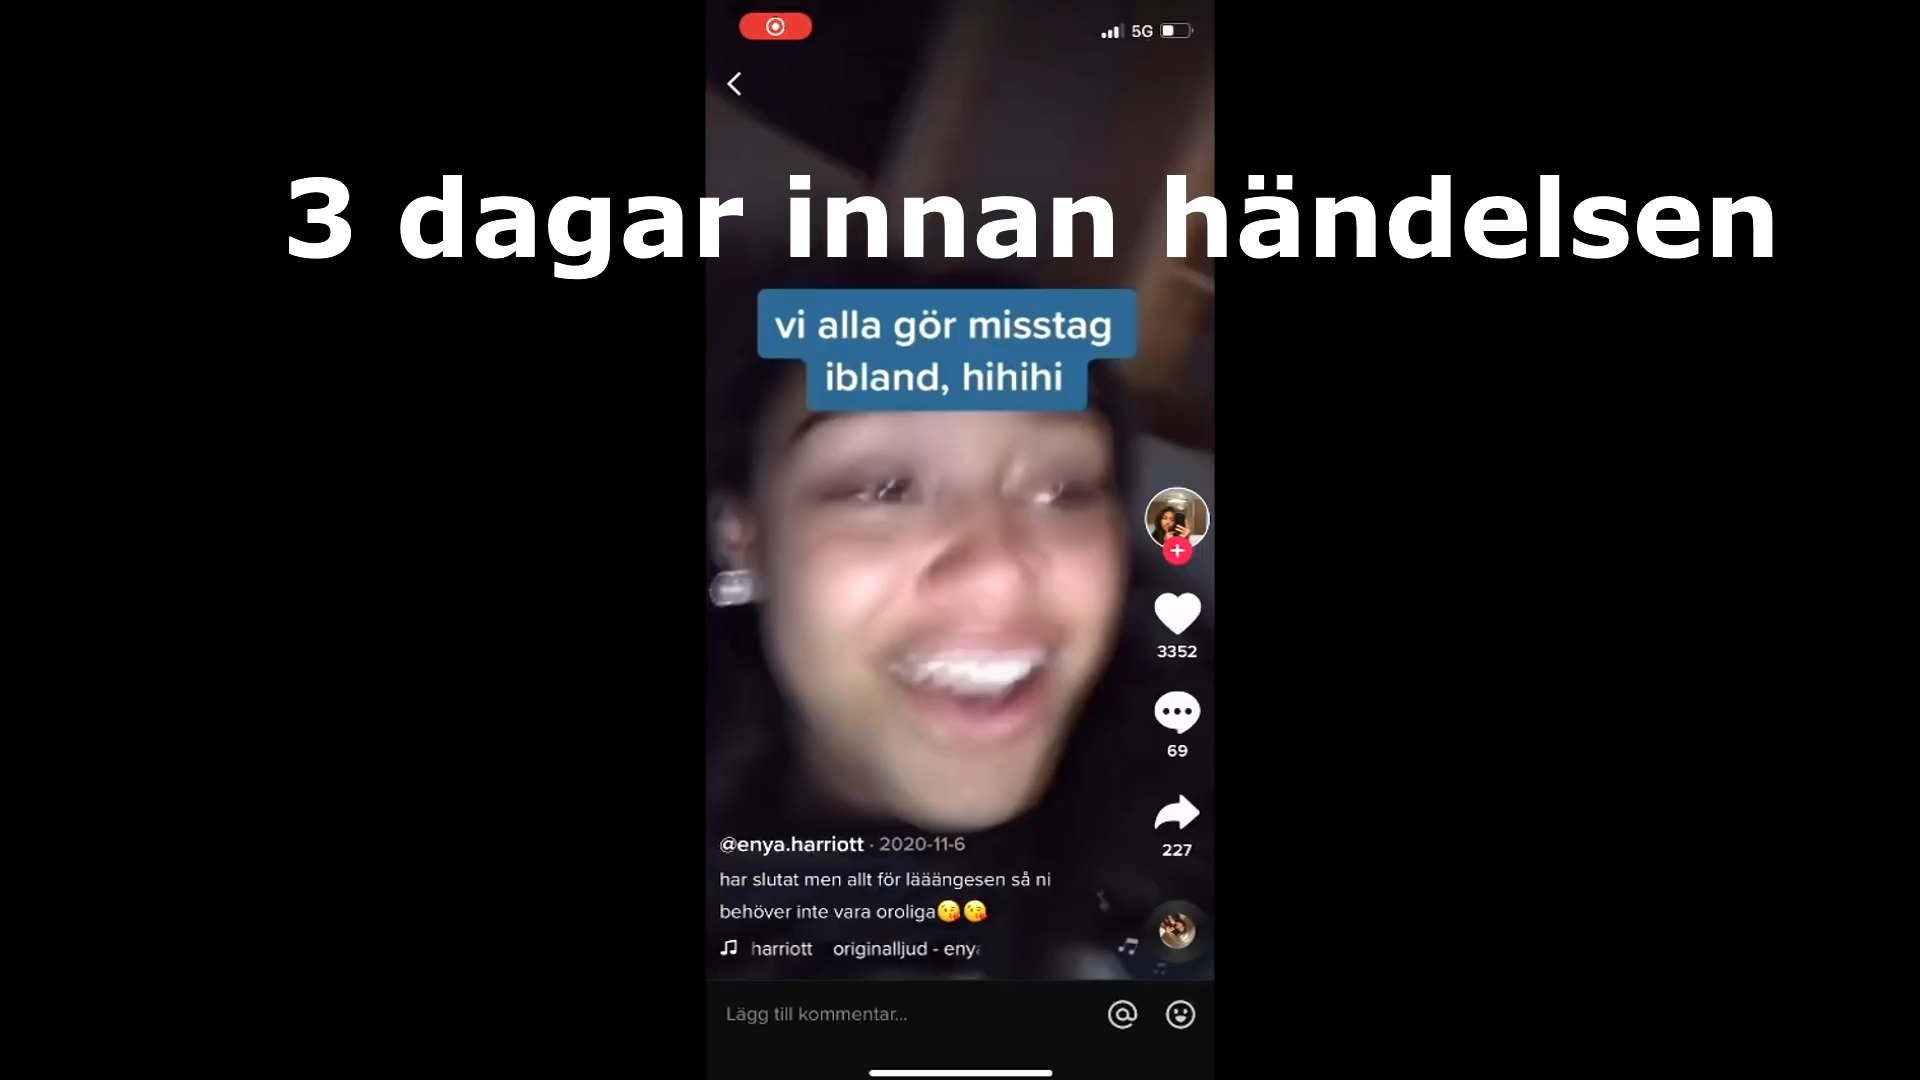 5G
3 dagar innan händelsen
vi alla gör misstag
ibland, hihihi
3352
69
227
@enya.harriott · 2020-11-6
har slutat men allt för läääängesen så ni
behöver inte vara oroliga😘😘
harriott originalljud - eny
Lägg till kommentar...